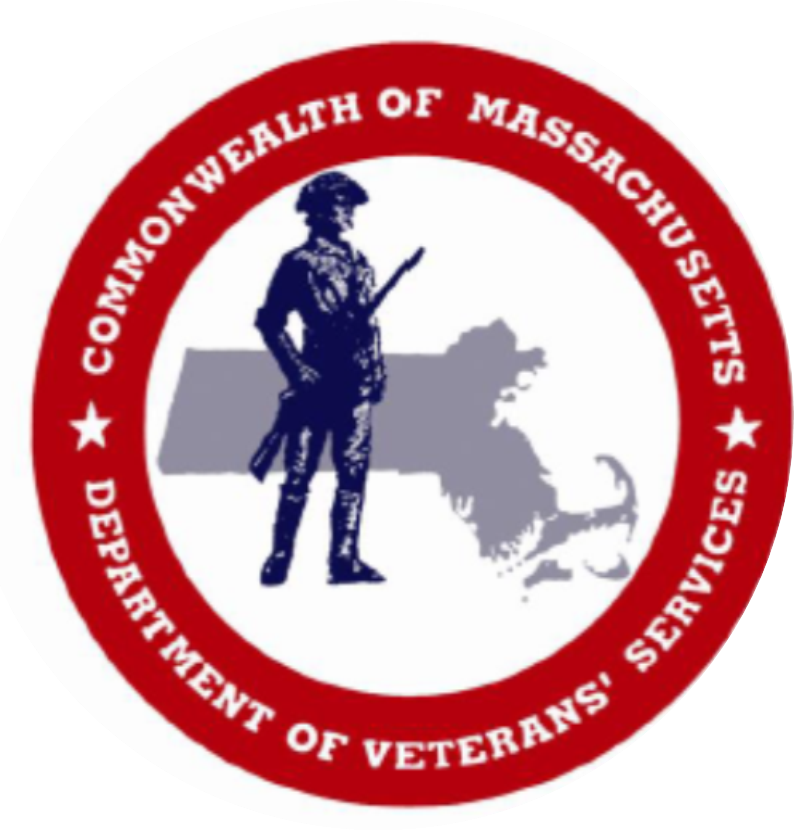 COMMONWEALTH OF MASSACHUSETTS
DEPARTMENT OF VETERANS' SERVICES